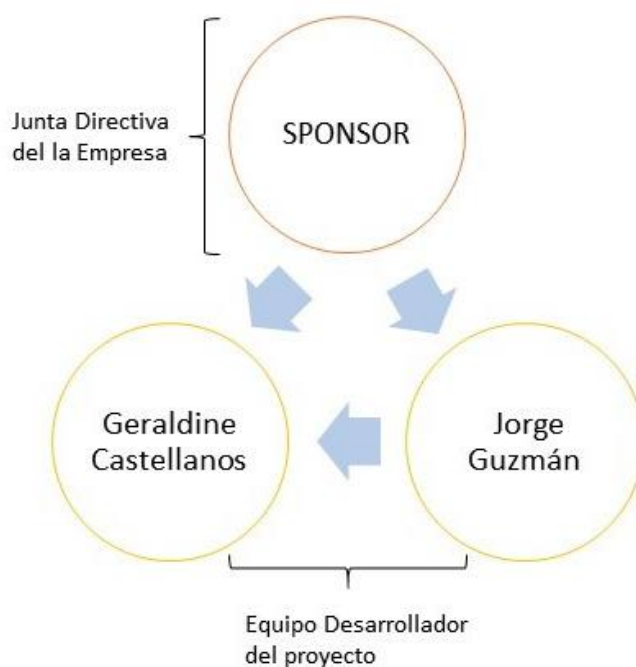 Junta Directiva
del la Empresa
SPONSOR
Geraldine
Castellanos
Jorge
Guzmán
Equipo Desarrollador
del proyecto